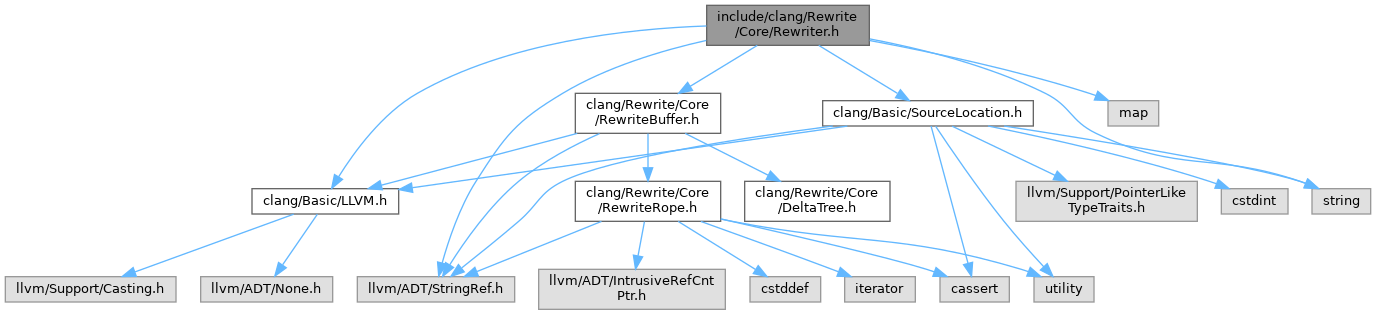 include/clang/Rewrite
/Core/Rewriter.h
clang/Rewrite/Core
/RewriteBuffer.h
clang/Basic/SourceLocation.h
map
clang/Basic/LLVM.h
clang/Rewrite/Core
/RewriteRope.h
clang/Rewrite/Core
/DeltaTree.h
llvm/Support/PointerLike
TypeTraits.h
cstdint
string
llvm/Support/Casting.h
llvm/ADT/None.h
llvm/ADT/StringRef.h
llvm/ADT/IntrusiveRefCnt
Ptr.h
cstddef
iterator
cassert
utility